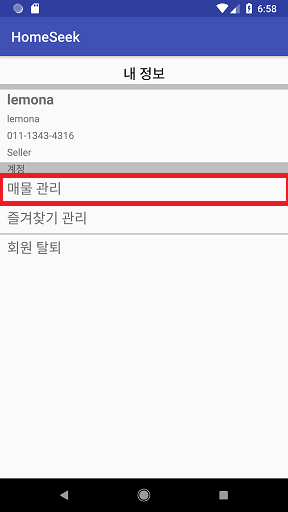 6:58
HomeSeek
내 정보
lemona
lemona
011-1343-4316
Seller
계정
매물 관리
즐겨찾기 관리
회원 탈퇴